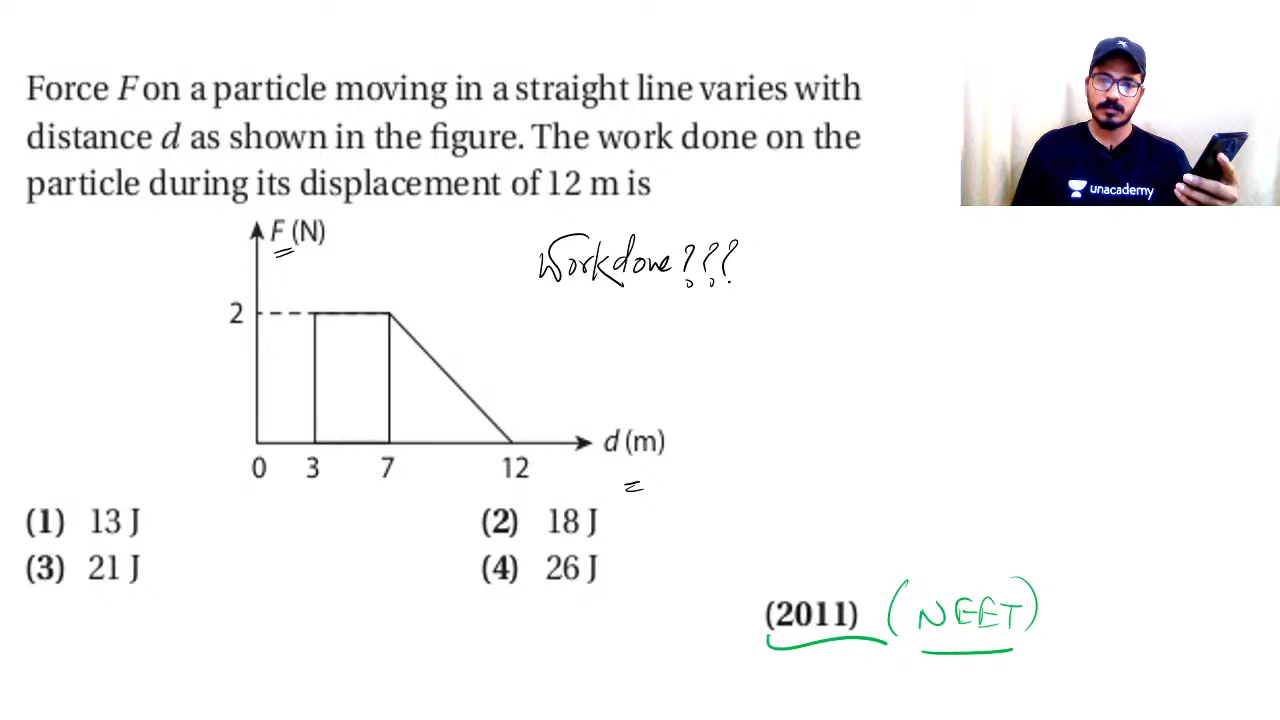 Force F on a particle moving in a straight line varies with
distance d as shown in the figure. The work done on the
particle during its displacement of 12 m is
unacademy
F (N)
Workdone???
2
d (m)
0 3 7 12
(1) 13 J (2) 18 J
(3) 21 J (4) 26 J
(2011) (NEET)